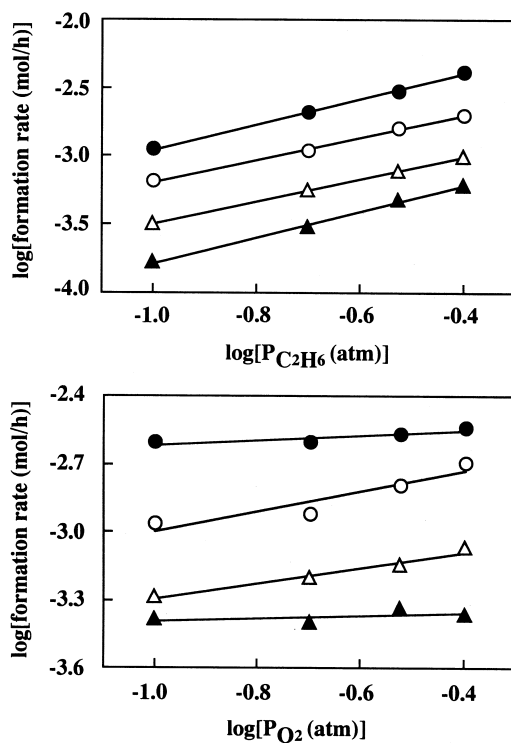 -2.0
-2.5
-3.0
-3.5
-4.0
log[formation rate (mol/h)]
-1.0 -0.8 -0.6 -0.4
log[PC2H6 (atm)]
-2.4
-2.7
-3.0
-3.3
-3.6
log[formation rate (mol/h)]
-1.0 -0.8 -0.6 -0.4
log[PO2 (atm)]